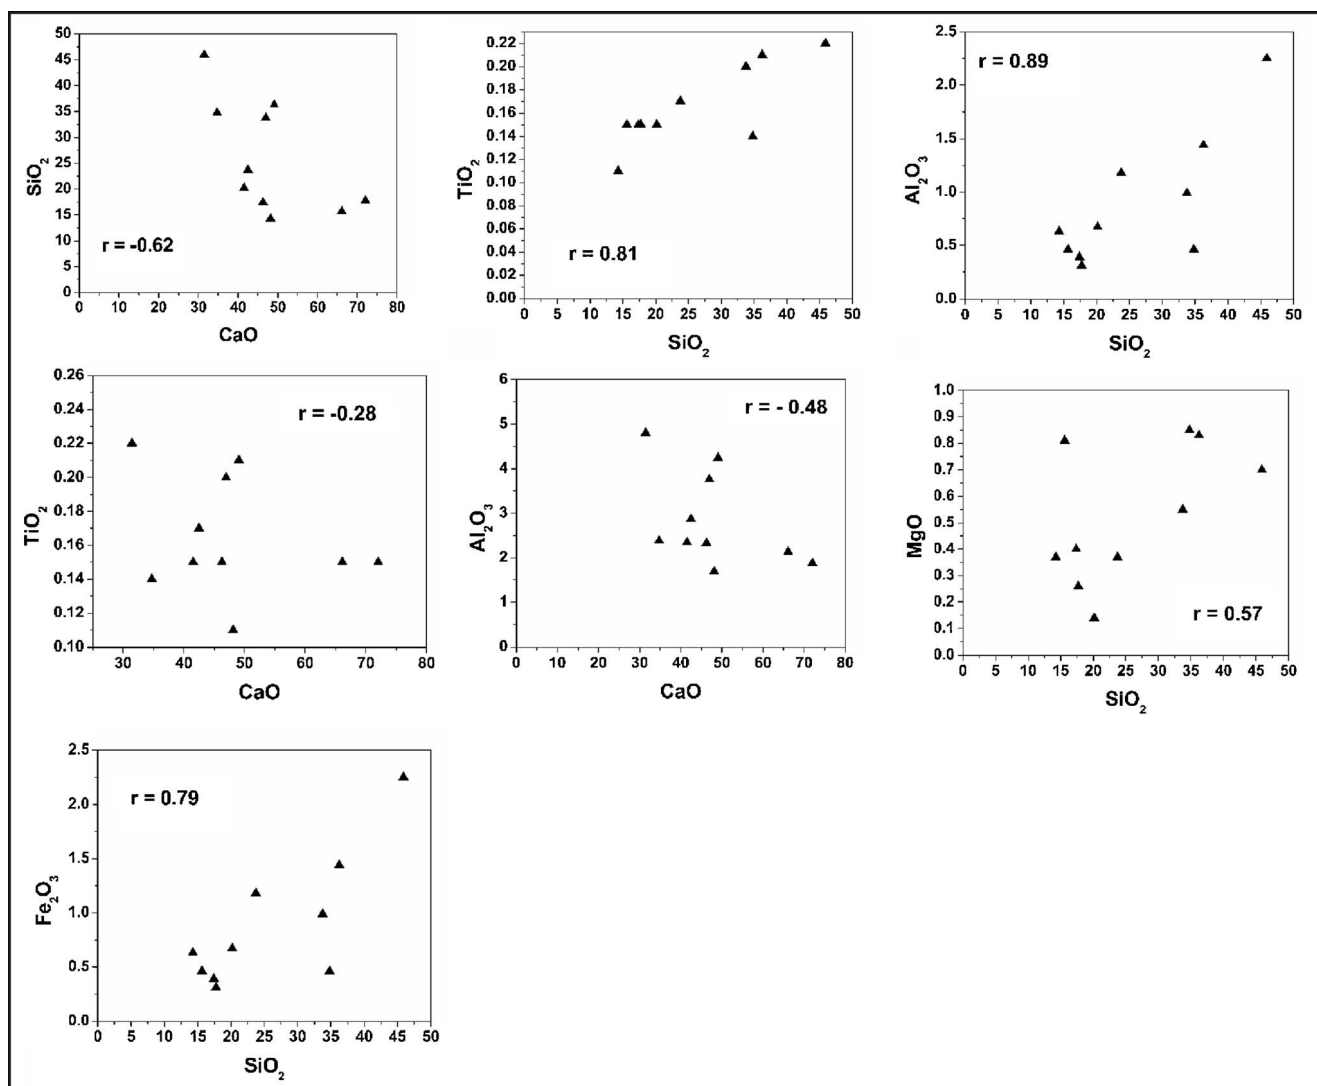 50
45
40
35
30
25
20
15
10
5
0
SiO2
r = -0.62
0 10 20 30 40 50 60 70 80
CaO
0.22
0.20
0.18
0.16
0.14
0.12
0.10
0.08
0.06
0.04
0.02
0.00
TiO2
r = 0.81
0 5 10 15 20 25 30 35 40 45 50
SiO2
2.5
2.0
1.5
1.0
0.5
0.0
Al2O3
r = 0.89
0 5 10 15 20 25 30 35 40 45 50
SiO2
0.26
0.24
0.22
0.20
0.18
0.16
0.14
0.12
0.10
TiO2
r = -0.28
30 40 50 60 70 80
CaO
6
5
4
3
2
1
0
Al2O3
r = - 0.48
0 10 20 30 40 50 60 70 80
CaO
1.0
0.9
0.8
0.7
0.6
0.5
0.4
0.3
0.2
0.1
0.0
MgO
r = 0.57
0 5 10 15 20 25 30 35 40 45 50
SiO2
2.5
2.0
1.5
1.0
0.5
0.0
Fe2O3
r = 0.79
0 5 10 15 20 25 30 35 40 45 50
SiO2